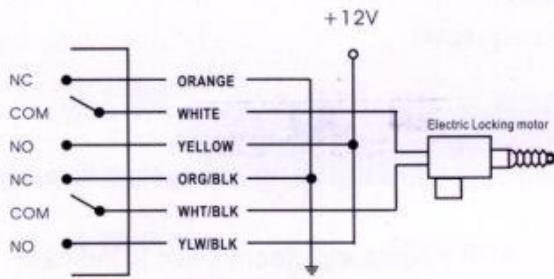 +12V
NC ORANGE
COM WHITE
Electric Locking motor
NO YELLOW
NC ORG/BLK
COM WHT/BLK
NO YLW/BLK